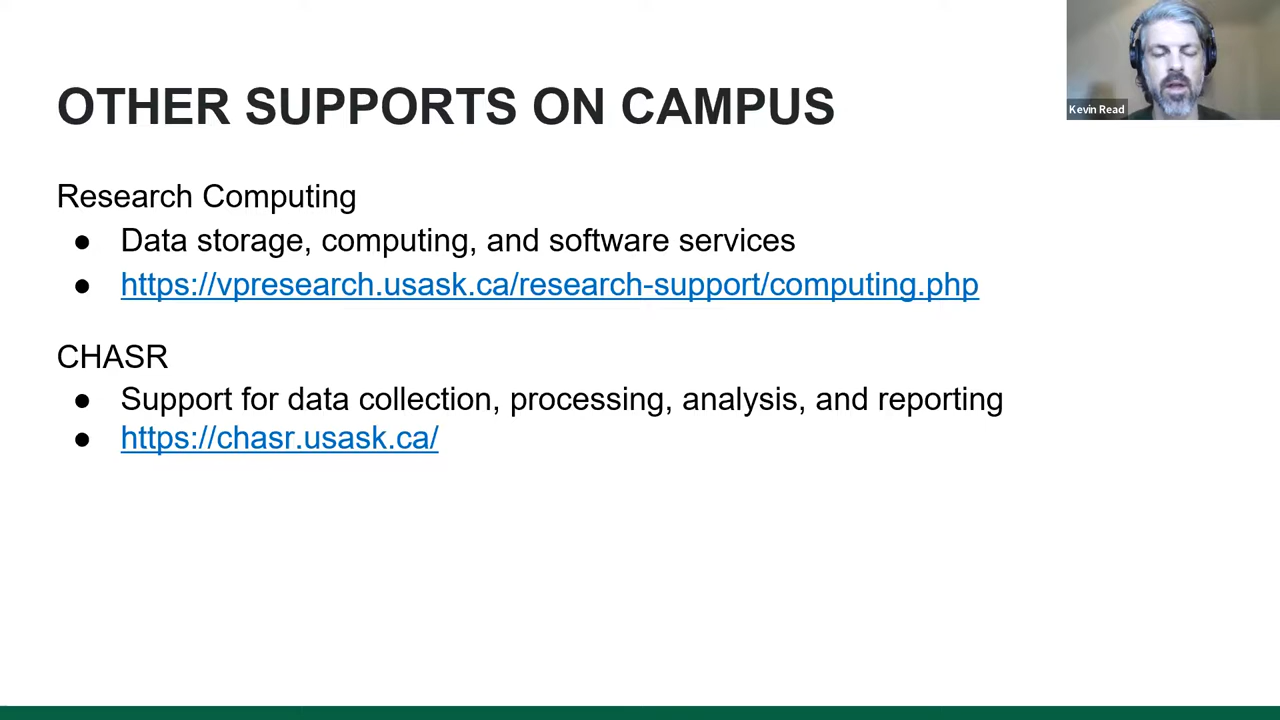 OTHER SUPPORTS ON CAMPUS
Kevin Read
Research Computing
● Data storage, computing, and software services
● https://vpresearch.usask.ca/research-support/computing.php
CHASR
● Support for data collection, processing, analysis, and reporting
● https://chasr.usask.ca/